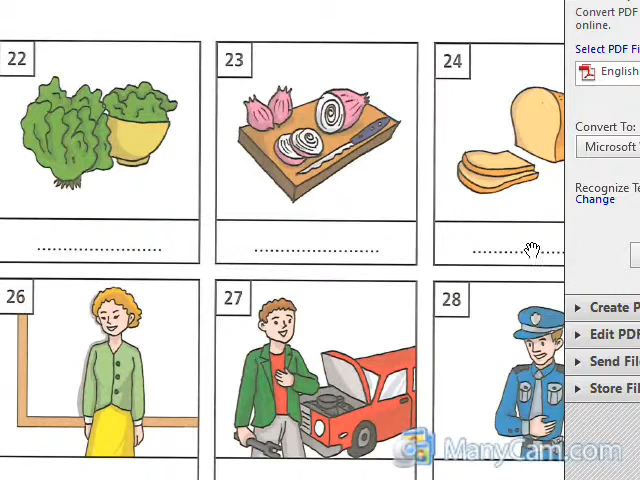 22
23
24
26
27
28
Convert PDF
online.
Select PDF Fi
English
Convert To:
Microsoft
Recognize Te
Change
Create P
Edit PDF
Send File
Store Fil
ManyCam.com